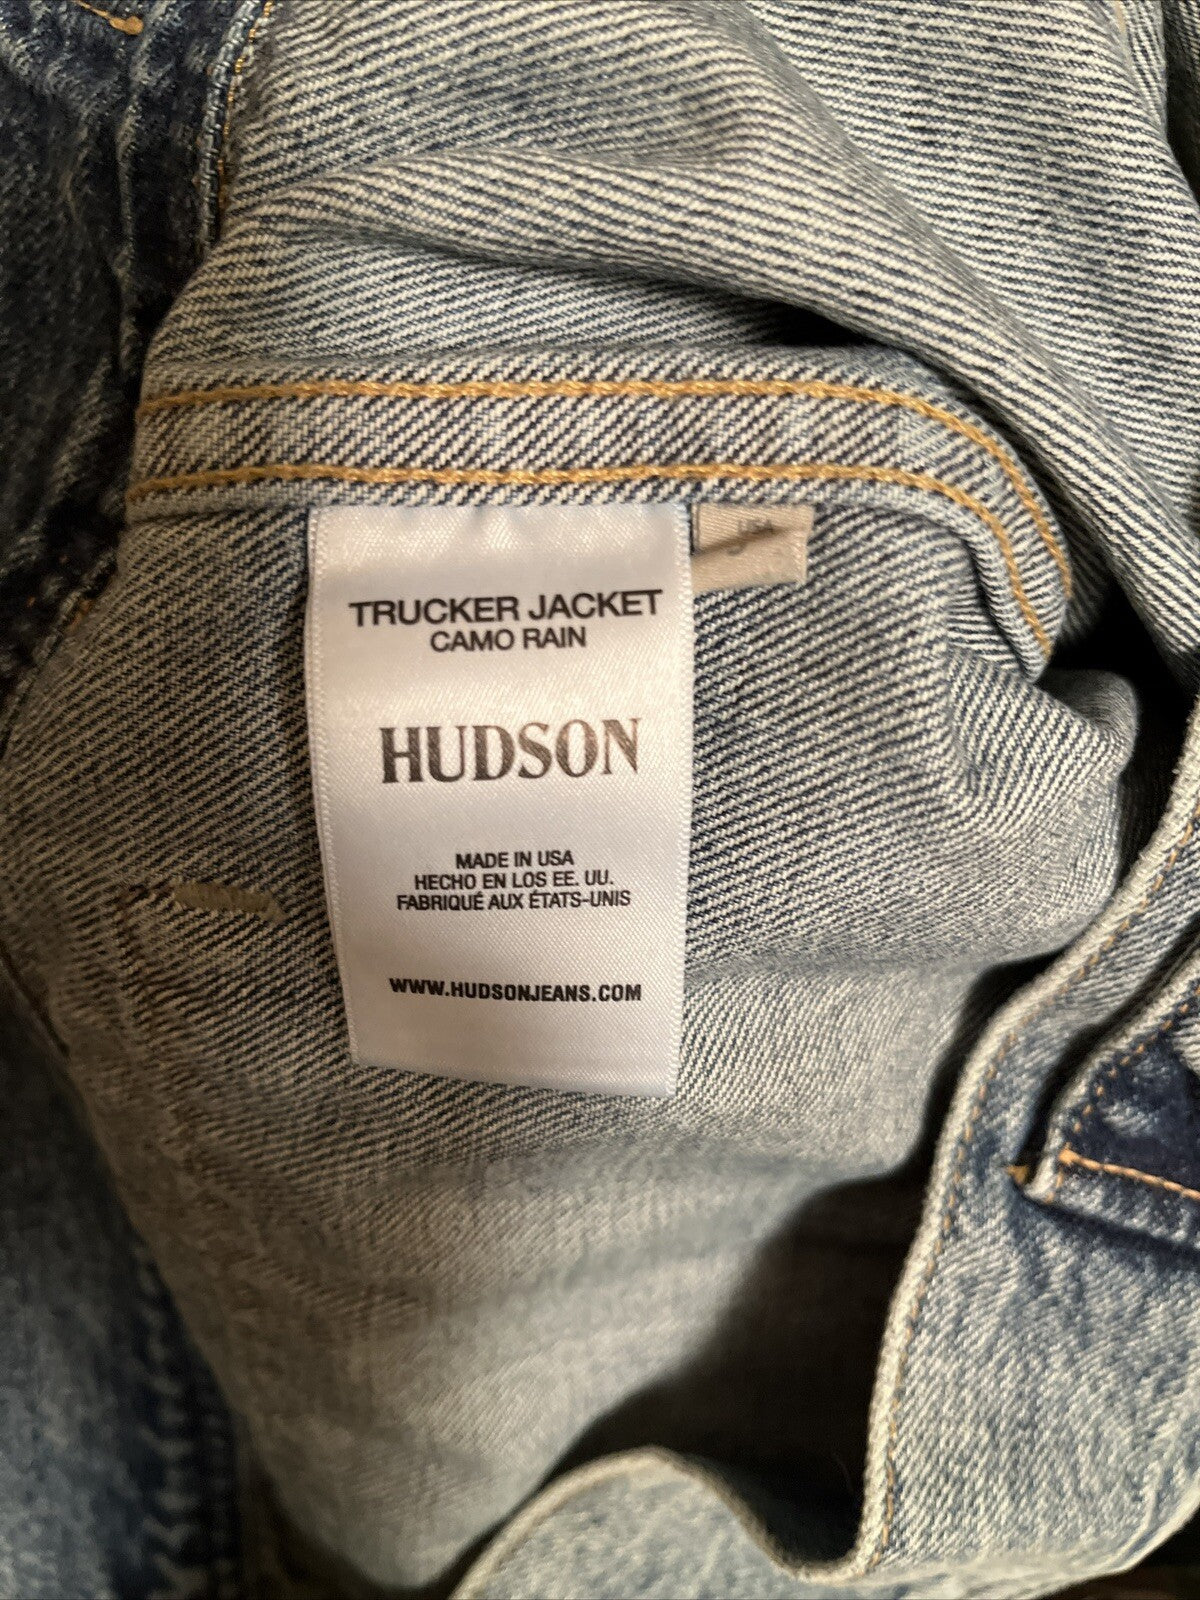 TRUCKER JACKET
CAMO RAIN
HUDSON
MADE IN USA
HECHO EN LOS EE. UU.
FABRIQUÉ AUX ÉTATS-UNIS
WWW.HUDSONJEANS.COM
USA